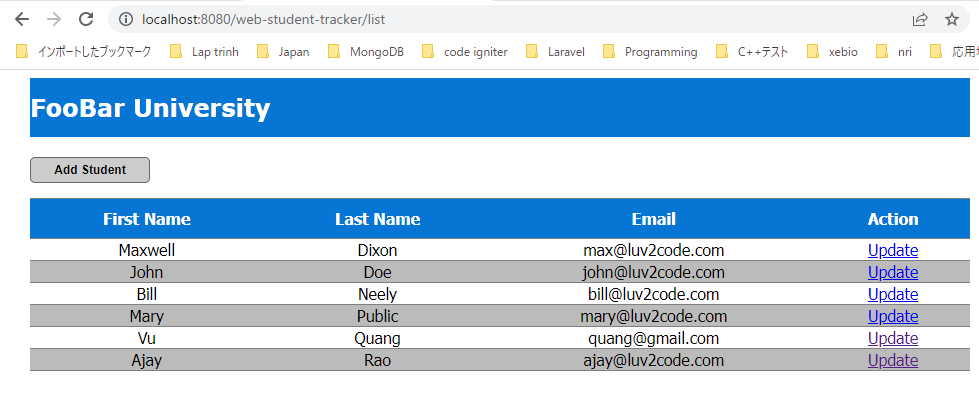 localhost:8080/web-student-tracker/list
インポートしたブックマーク Lap trinh Japan MongoDB code igniter Laravel Programming C++テスト xebio nri
FooBar University
Add Student
First Name Last Name Email Action
Maxwell Dixon max@luv2code.com Update
John Doe john@luv2code.com Update
Bill Neely bill@luv2code.com Update
Mary Public mary@luv2code.com Update
Vu Quang quang@gmail.com Update
Ajay Rao ajay@luv2code.com Update